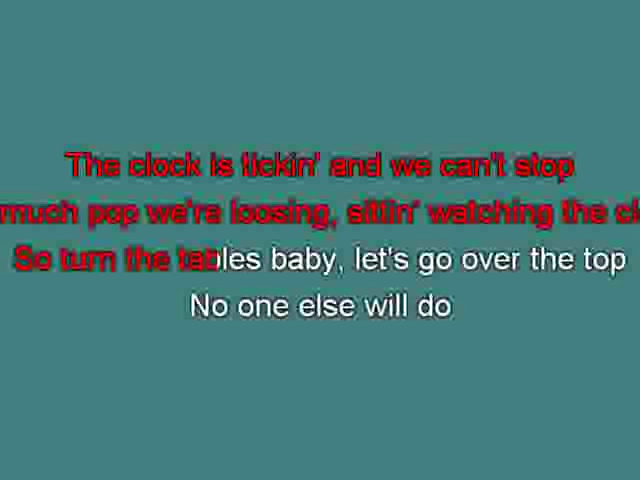 The clock is tickin' and we can't stop
much pop we're loosing, sittin' watching the
So turn the tables baby, let's go over the top
No one else will do